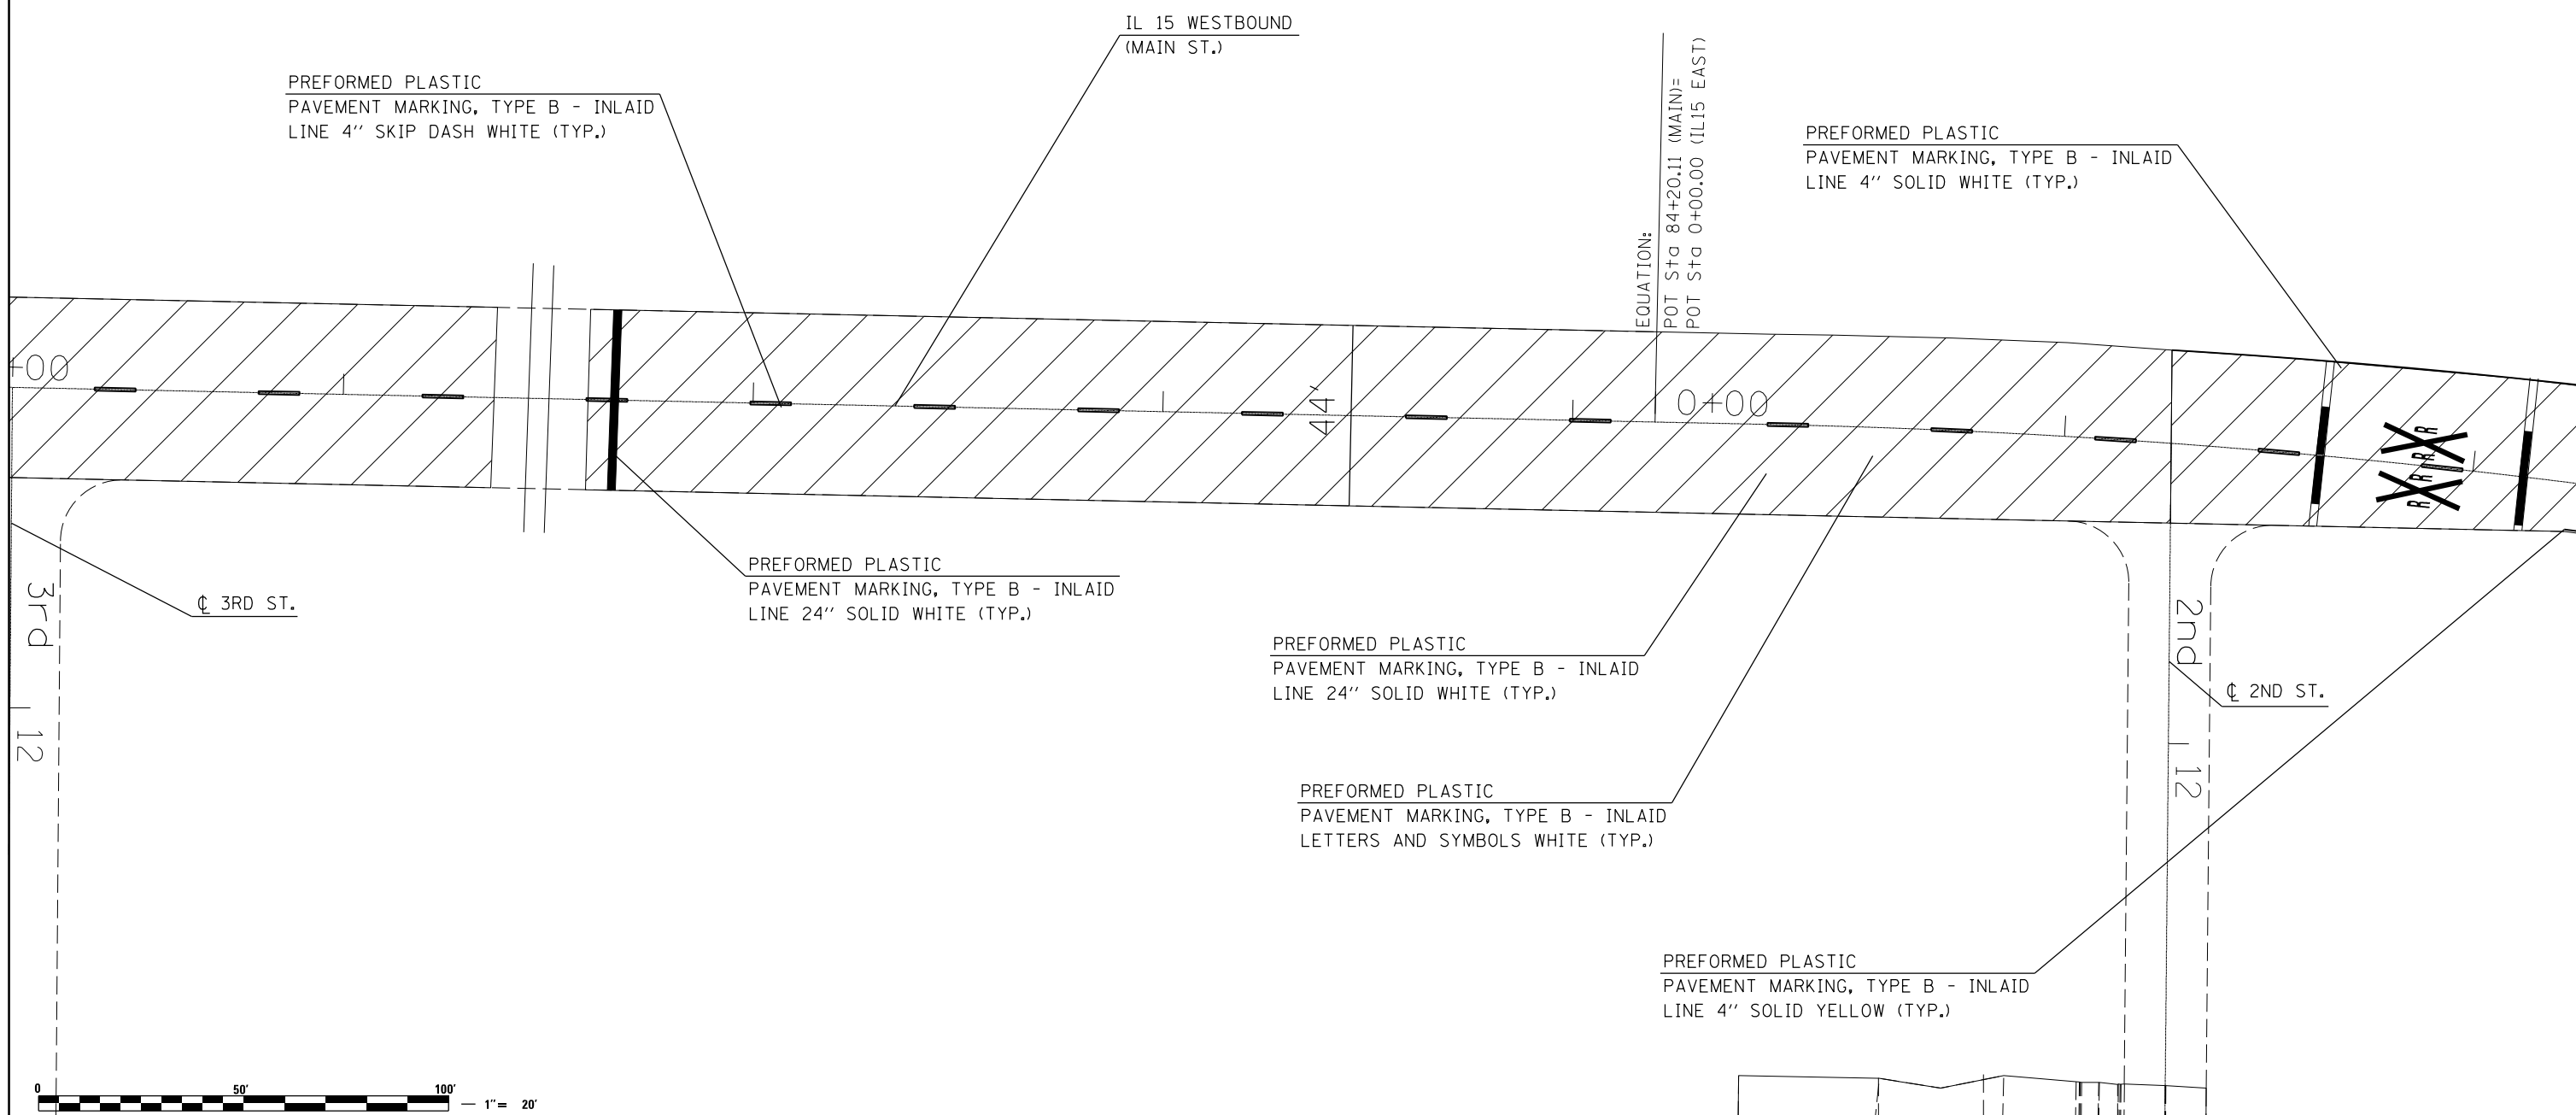 IL 15 WESTBOUND
(MAIN ST.)
PREFORMED PLASTIC
PAVEMENT MARKING, TYPE B - INLAID
LINE 4'' SKIP DASH WHITE (TYP.)
EQUATION:
POT Sta 84+20.11 (MAIN)=
POT Sta 0+00.00 (IL15 EAST)
PREFORMED PLASTIC
PAVEMENT MARKING, TYPE B - INLAID
LINE 4'' SOLID WHITE (TYP.)
+00
44'
0+00
R R
R R
PREFORMED PLASTIC
PAVEMENT MARKING, TYPE B - INLAID
LINE 24'' SOLID WHITE (TYP.)
3rd
℄ 3RD ST.
12
PREFORMED PLASTIC
PAVEMENT MARKING, TYPE B - INLAID
LINE 24'' SOLID WHITE (TYP.)
2nd
℄ 2ND ST.
12
PREFORMED PLASTIC
PAVEMENT MARKING, TYPE B - INLAID
LETTERS AND SYMBOLS WHITE (TYP.)
PREFORMED PLASTIC
PAVEMENT MARKING, TYPE B - INLAID
LINE 4'' SOLID YELLOW (TYP.)
0 50' 100'
1"= 20'